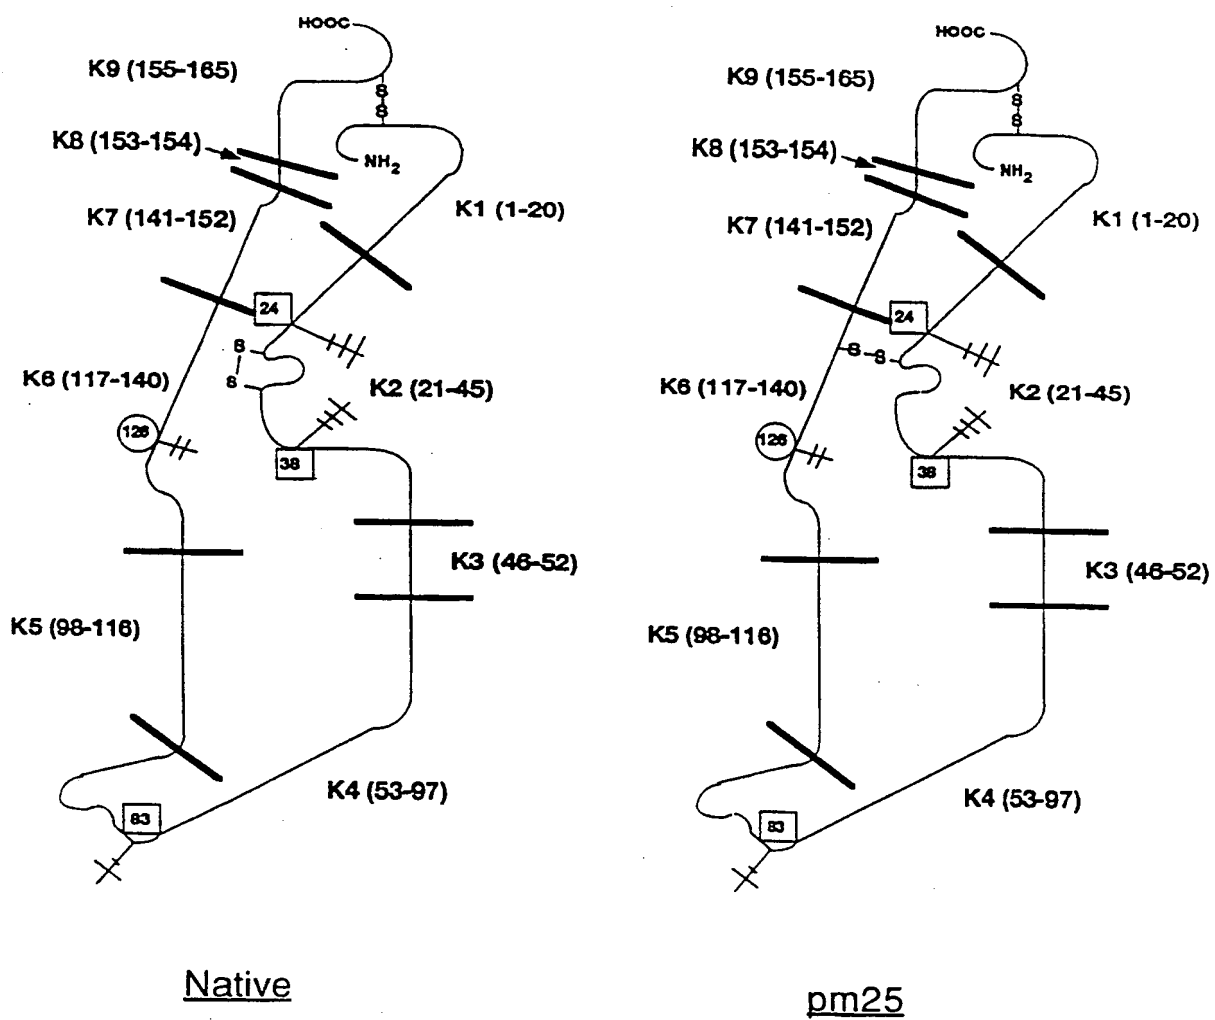 HOOC
K9 (155-165)
S
S
K8 (153-154)
NH2
K1 (1-20)
K7 (141-152)
24
S
S
K6 (117-140)
K2 (21-45)
126
38
K3 (46-52)
K5 (98-116)
K4 (53-97)
83
Native
HOOC
K9 (155-165)
S
S
K8 (153-154)
NH2
K1 (1-20)
K7 (141-152)
24
S-S
K6 (117-140)
K2 (21-45)
126
38
K3 (46-52)
K5 (98-116)
K4 (53-97)
83
pm25